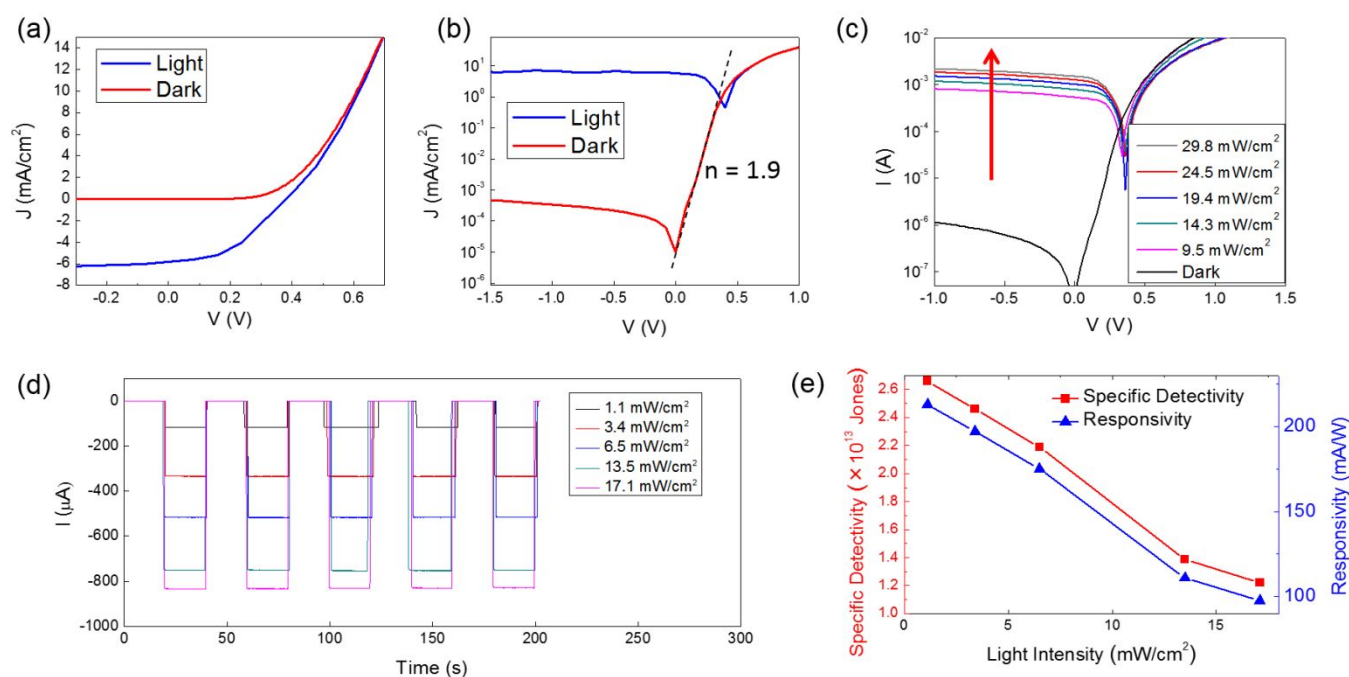 (a)
Light
Dark
J (mA/cm²)
14
12
10
8
6
4
2
0
-2
-4
-6
-8
0.0 0.2 0.4 0.6
V (V)
(b)
Light
Dark
n = 1.9
J (mA/cm²)
10¹
10⁰
10⁻¹
10⁻²
10⁻³
10⁻⁴
10⁻⁵
10⁻⁶
-1.5 -1.0 -0.5 0.0 0.5 1.0
V (V)
(c)
I (A)
10⁻²
10⁻³
10⁻⁴
10⁻⁵
10⁻⁶
10⁻⁷
29.8 mW/cm²
24.5 mW/cm²
19.4 mW/cm²
14.3 mW/cm²
9.5 mW/cm²
Dark
-1.0 -0.5 0.0 0.5 1.0 1.5
V (V)
(d)
I (μA)
0
-200
-400
-600
-800
-1000
1.1 mW/cm²
3.4 mW/cm²
6.5 mW/cm²
13.5 mW/cm²
17.1 mW/cm²
0 50 100 150 200 250 300
Time (s)
(e)
Specific Detectivity (×10¹³ Jones)
2.6
2.4
2.2
2.0
1.8
1.6
1.4
1.2
1.0
Specific Detectivity
Responsivity
200
150
100
Responsivity (mA/W)
0 5 10 15
Light Intensity (mW/cm²)